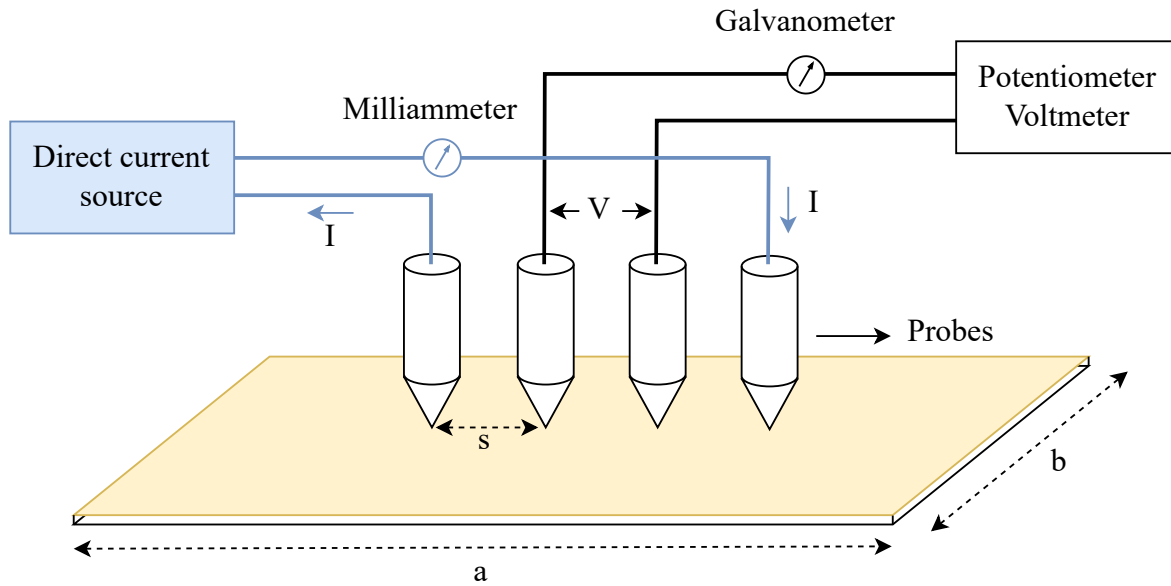 Galvanometer
Potentiometer
Voltmeter
Milliammeter
Direct current
source
V
I
I
Probes
s
b
a